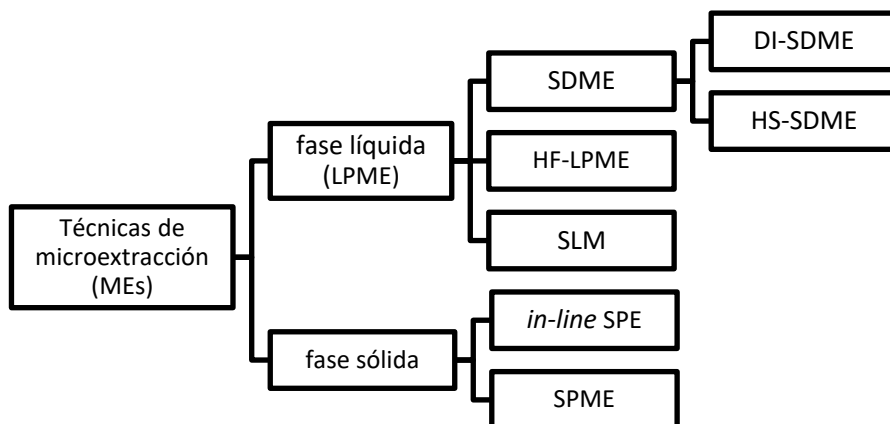 Técnicas de
microextracción
(MEs)
fase líquida
(LPME)
SDME
DI-SDME
HS-SDME
HF-LPME
SLM
fase sólida
in-line SPE
SPME